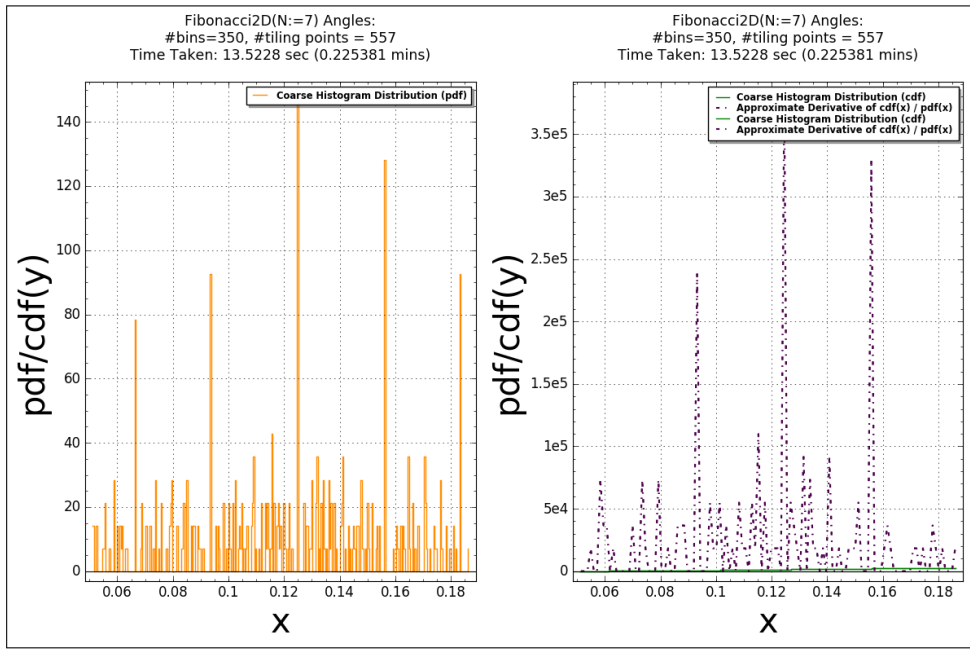 Fibonacci2D(N:=7) Angles:
#bins=350, #tiling points = 557
Time Taken: 13.5228 sec (0.225381 mins)
Coarse Histogram Distribution (pdf)
140
120
100
80
60
40
20
0
0.06
0.08
0.1
0.12
0.14
0.16
0.18
pdf/cdf(y)
x
Fibonacci2D(N:=7) Angles:
#bins=350, #tiling points = 557
Time Taken: 13.5228 sec (0.225381 mins)
Coarse Histogram Distribution (cdf)
Approximate Derivative of cdf(x) / pdf(x)
Coarse Histogram Distribution (cdf)
Approximate Derivative of cdf(x) / pdf(x)
3.5e5
3e5
2.5e5
2e5
1.5e5
1e5
5e4
0
0.06
0.08
0.1
0.12
0.14
0.16
0.18
pdf/cdf(y)
x